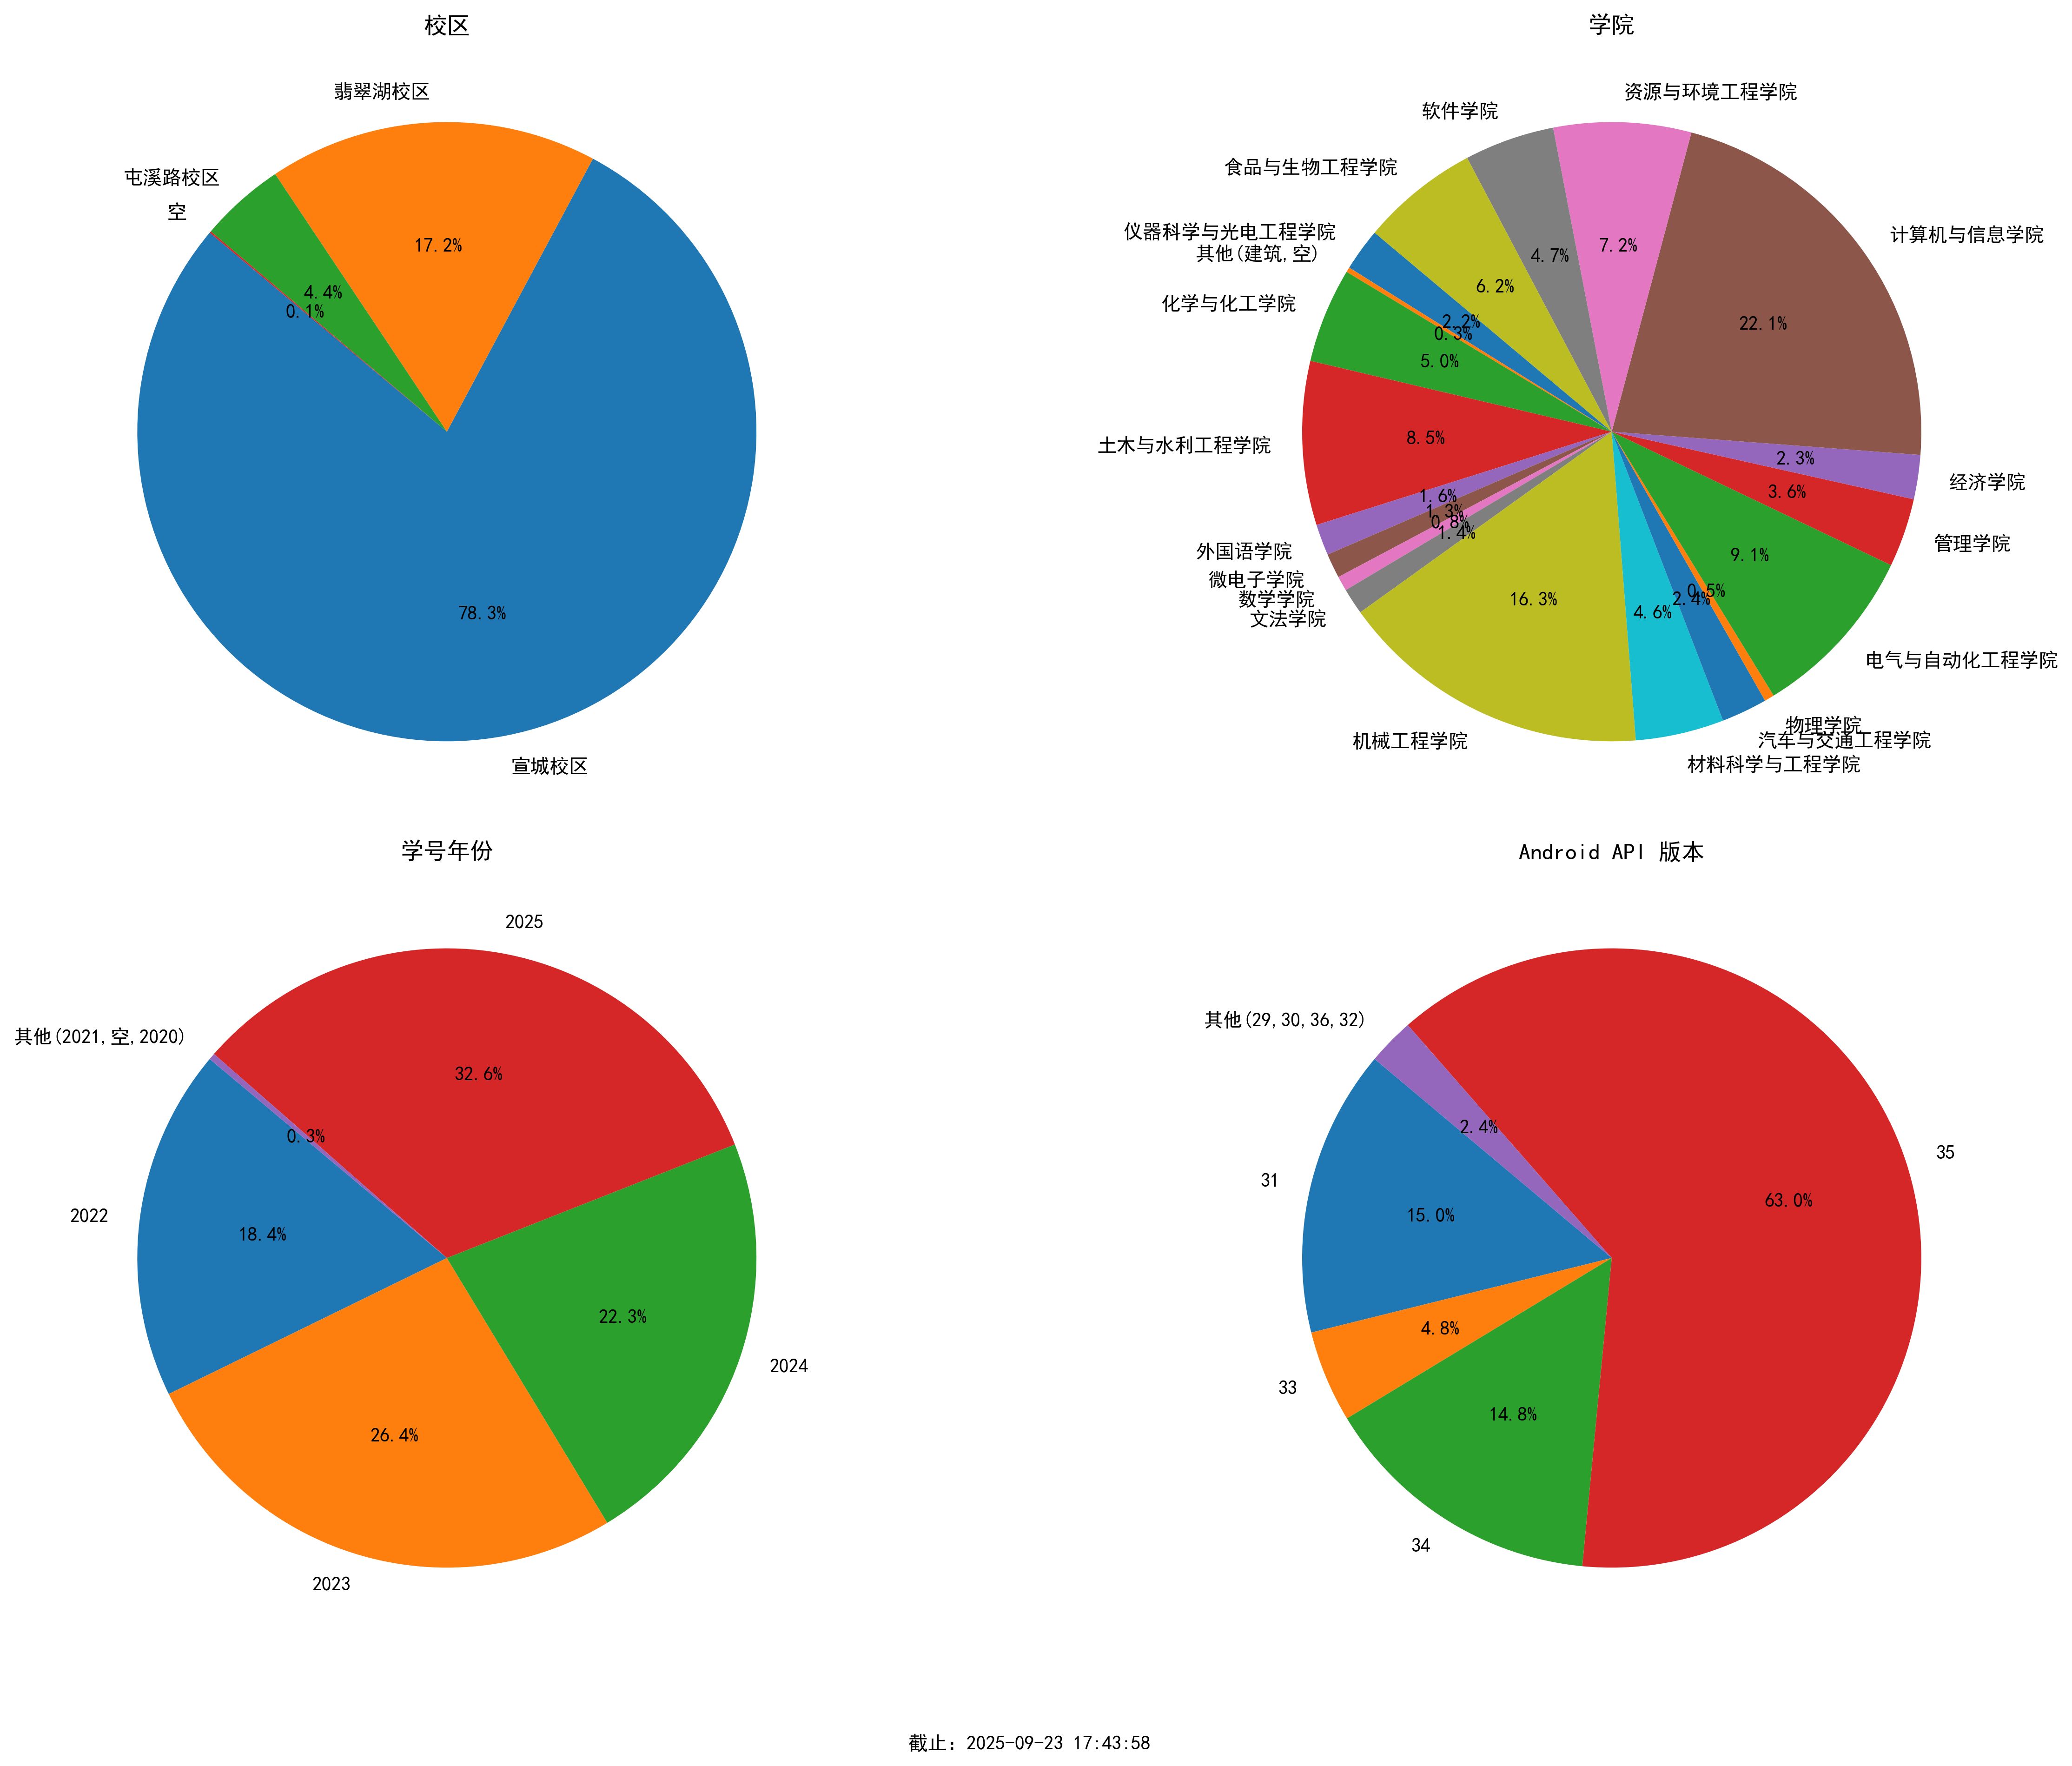 校区
翡翠湖校区
屯溪路校区
空
17.2%
4.4%
0.1%
78.3%
宣城校区
学院
资源与环境工程学院
软件学院
食品与生物工程学院
仪器科学与光电工程学院
其他(建筑,空)
化学与化工学院
土木与水利工程学院
外国语学院
微电子学院
数学学院
文法学院
机械工程学院
材料科学与工程学院
汽车与交通工程学院
物理学院
电气与自动化工程学院
管理学院
经济学院
计算机与信息学院
7.2%
4.7%
6.2%
2.2%
0.3%
5.0%
8.5%
1.6%
1.3%
0.8%
1.4%
16.3%
4.6%
2.4%
0.5%
9.1%
3.6%
2.3%
22.1%
学号年份
2025
其他(2021,空,2020)
32.6%
0.3%
2022
18.4%
22.3%
2024
26.4%
2023
Android API 版本
其他(29,30,36,32)
2.4%
35
31
63.0%
15.0%
4.8%
33
14.8%
34
截止：2025-09-23 17:43:58